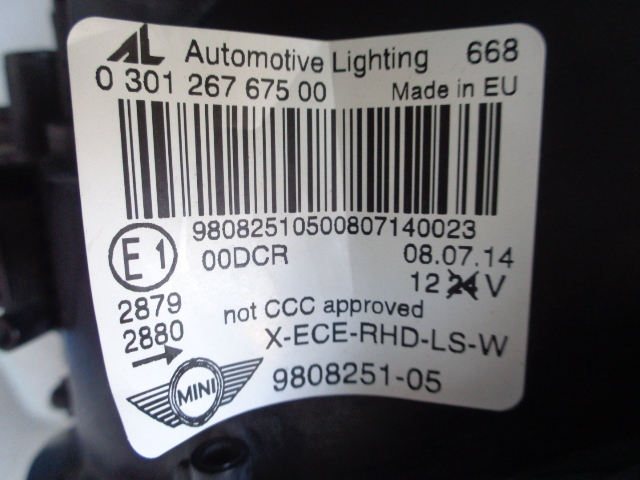 AL Automotive Lighting 668
0 301 267 675 00 Made in EU
98082510500807140023
E1 00DCR 08.07.14
12 24 V
2879 not CCC approved
2880 X-ECE-RHD-LS-W
MINI 9808251-05